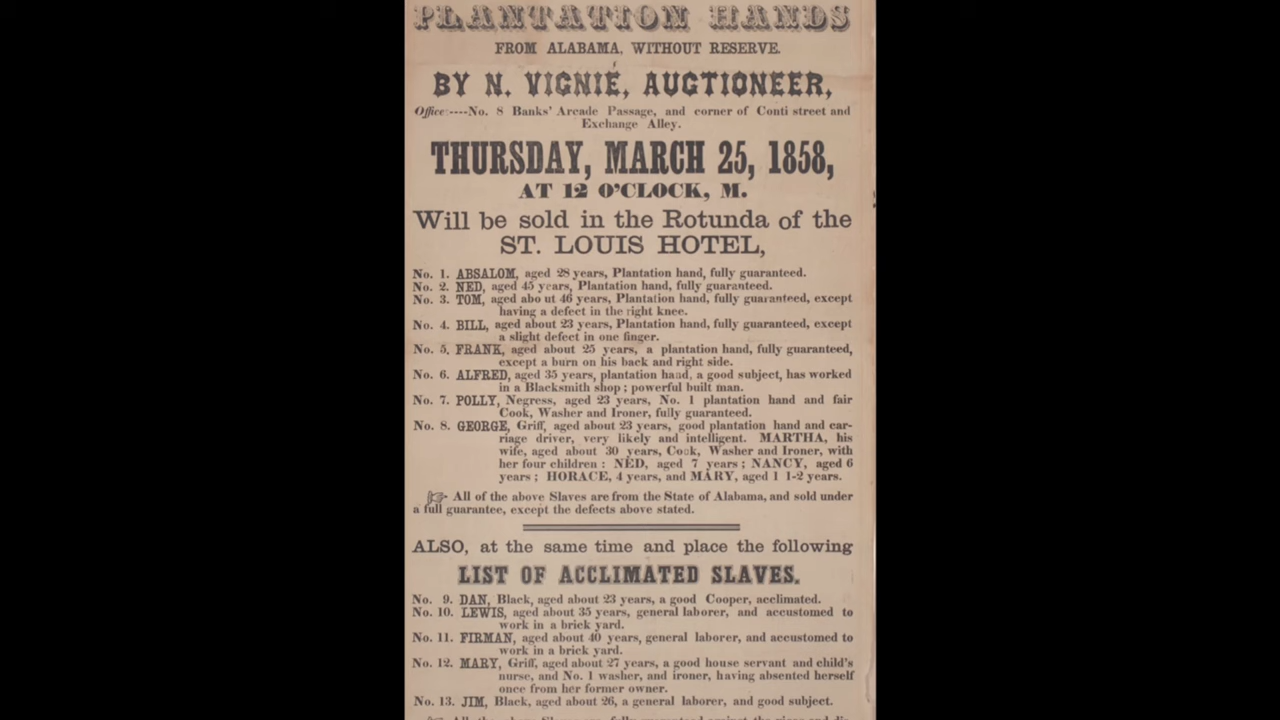 PLANTATION HANDS
FROM ALABAMA, WITHOUT RESERVE.
BY N. VIGNIÉ, AUCTIONEER,
Office:----No. 8 Banks' Arcade Passage, and corner of Conti street and
Exchange Alley.
THURSDAY, MARCH 25, 1858,
AT 12 O'CLOCK, M.
Will be sold in the Rotunda of the
ST. LOUIS HOTEL,
No. 1. ABSALOM, aged 28 years, Plantation hand, fully guaranteed.
No. 2. NED, aged 45 years, Plantation hand, fully guaranteed.
No. 3. TOM, aged abo ut 46 years, Plantation hand, fully guaranteed, except
having a defect in the right knee.
No. 4. BILL, aged about 23 years, Plantation hand, fully guaranteed, except
a slight defect in one finger.
No. 5. FRANK, aged about 25 years, a plantation hand, fully guaranteed,
except a burn on his back and right side.
No. 6. ALFRED, aged 35 years, plantation hand, a good subject, has worked
in a Blacksmith shop; powerful built man.
No. 7. POLLY, Negress, aged 23 years, No. 1 plantation hand and fair
Cook, Washer and Ironer, fully guaranteed.
No. 8. GEORGE, Griff, aged about 23 years, good plantation hand and car-
riage driver, very likely and intelligent. MARTHA, his
wife, aged about 30 years, Cook, Washer and Ironer, with
her four children: NED, aged 7 years; NANCY, aged 6
years; HORACE, 4 years, and MARY, aged 1 1-2 years.
All of the above Slaves are from the State of Alabama, and sold under
a full guarantee, except the defects above stated.
ALSO, at the same time and place the following
LIST OF ACCLIMATED SLAVES.
No. 9. DAN, Black, aged about 23 years, a good Cooper, acclimated.
No. 10. LEWIS, aged about 35 years, general laborer, and accustomed to
work in a brick yard.
No. 11. FIRMAN, aged about 40 years, general laborer, and accustomed to
work in a brick yard.
No. 12. MARY, Griff, aged about 27 years, a good house servant and child's
nurse, and No. 1 washer, and ironer, having absented herself
once from her former owner.
No. 13. JIM, Black, aged about 26, a general laborer, and good subject.